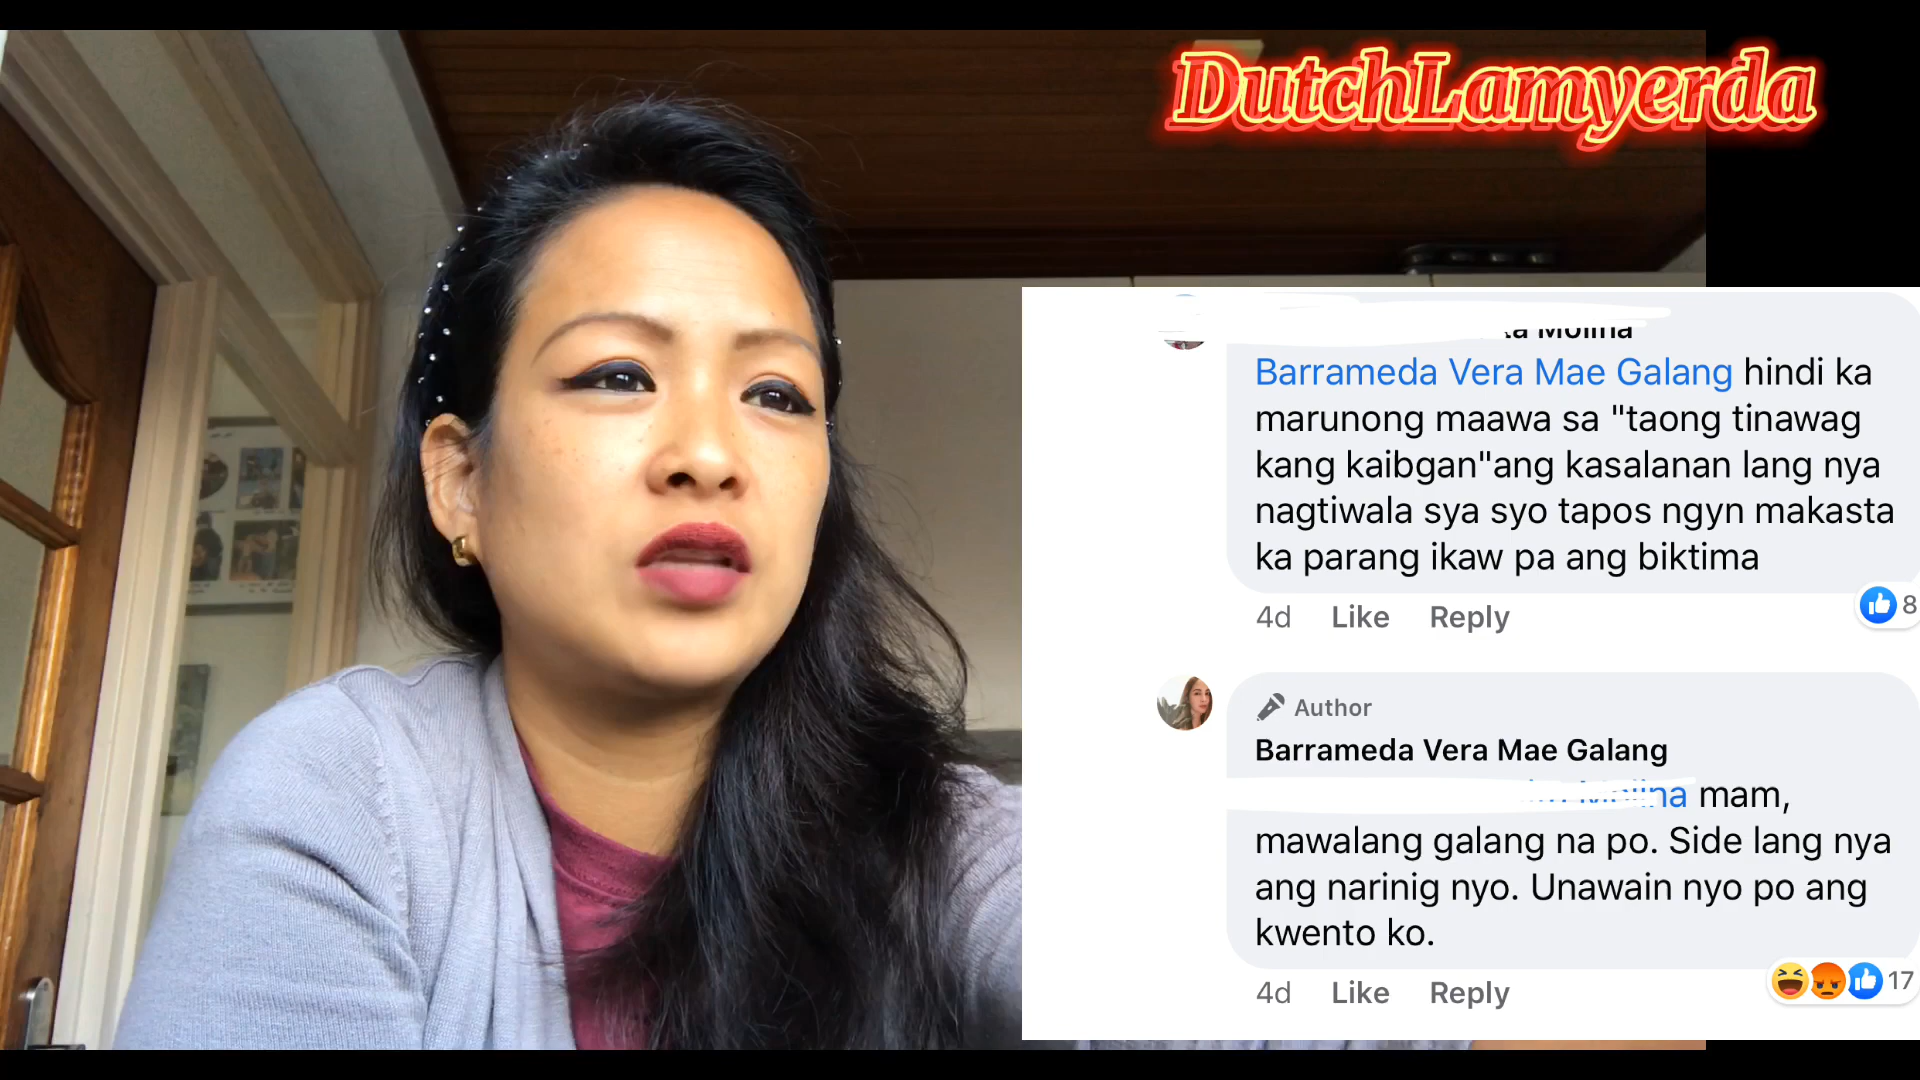 DutchLamyerda
Molina
Barrameda Vera Mae Galang hindi ka
marunong maawa sa "taong tinawag
kang kaibgan"ang kasalanan lang nya
nagtiwala sya syo tapos ngyn makasta
ka parang ikaw pa ang biktima
4d Like Reply
8
Author
Barrameda Vera Mae Galang
Molina mam,
mawalang galang na po. Side lang nya
ang narinig nyo. Unawain nyo po ang
kwento ko.
17
4d Like Reply